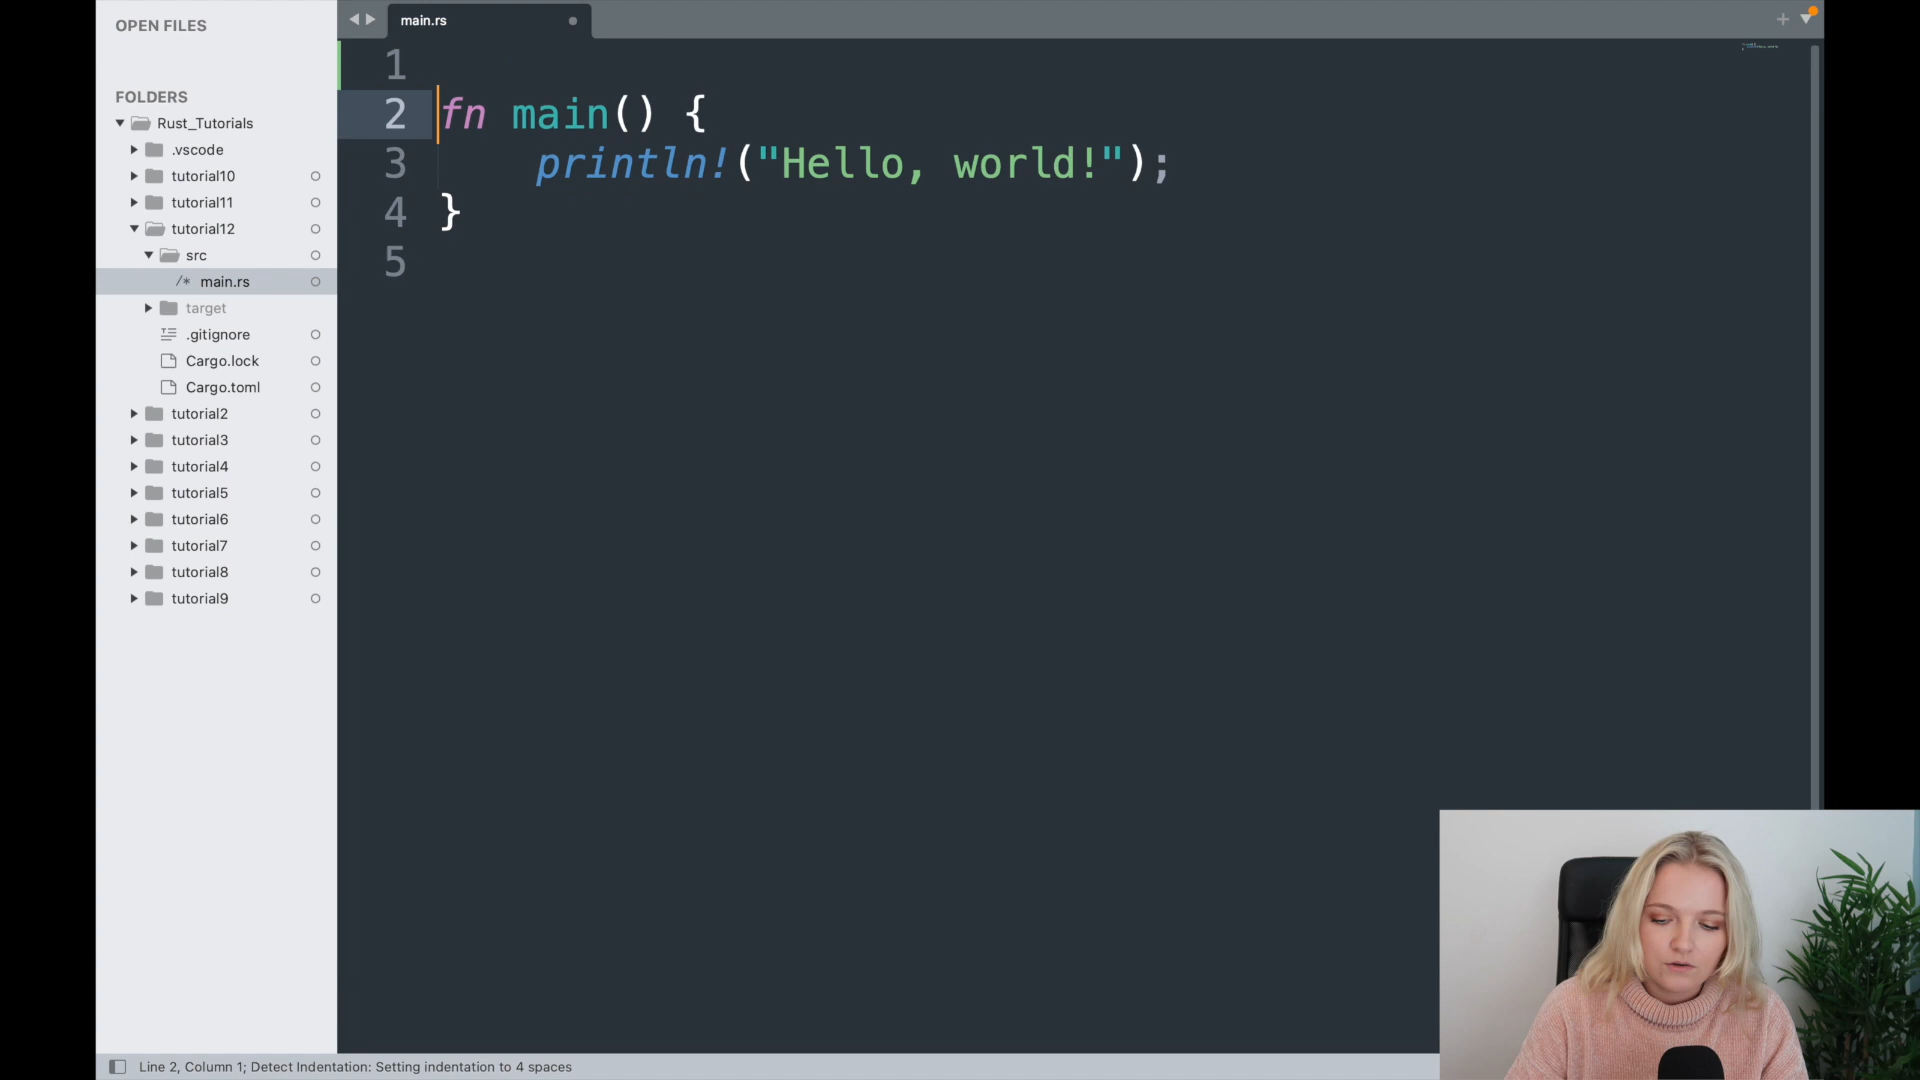 OPEN FILES
FOLDERS
Rust_Tutorials
.vscode
tutorial10
tutorial11
tutorial12
src
/* main.rs
target
.gitignore
Cargo.lock
Cargo.toml
tutorial2
tutorial3
tutorial4
tutorial5
tutorial6
tutorial7
tutorial8
tutorial9
main.rs
1
2 fn main() {
3 println!("Hello, world!");
4 }
5
Line 2, Column 1; Detect Indentation: Setting indentation to 4 spaces